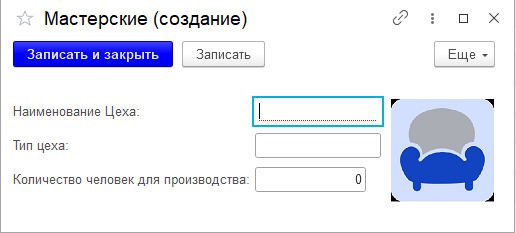 Мастерские (создание)
Записать и закрыть Записать Еще
Наименование Цеха:
Тип цеха:
Количество человек для производства: 0